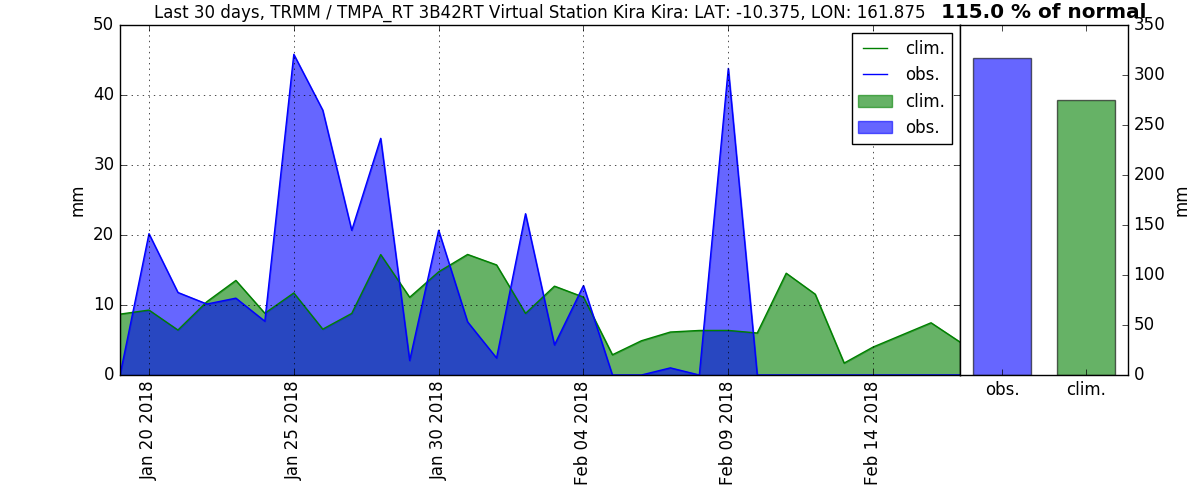 Last 30 days, TRMM / TMPA_RT 3B42RT Virtual Station Kira Kira: LAT: -10.375, LON: 161.875
115.0 % of normal
50
40
30
20
10
0
mm
clim.
obs.
clim.
obs.
350
300
250
200
150
100
50
0
mm
Jan 20 2018
Jan 25 2018
Jan 30 2018
Feb 04 2018
Feb 09 2018
Feb 14 2018
obs.
clim.